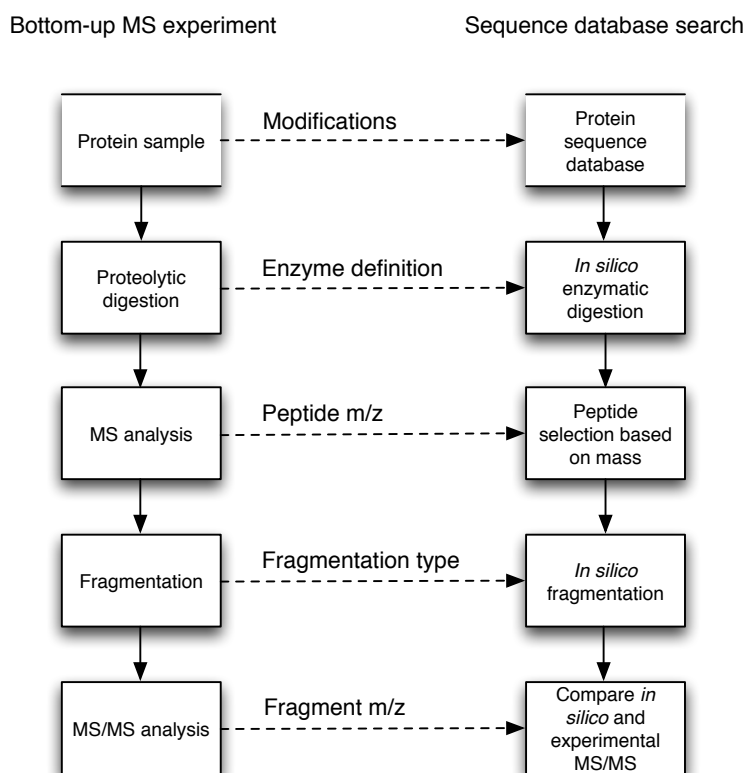 Bottom-up MS experiment
Sequence database search
Protein sample
Modifications
Protein
sequence
database
Proteolytic
digestion
Enzyme definition
In silico
enzymatic
digestion
MS analysis
Peptide m/z
Peptide
selection based
on mass
Fragmentation
Fragmentation type
In silico
fragmentation
MS/MS analysis
Fragment m/z
Compare in
silico and
experimental
MS/MS